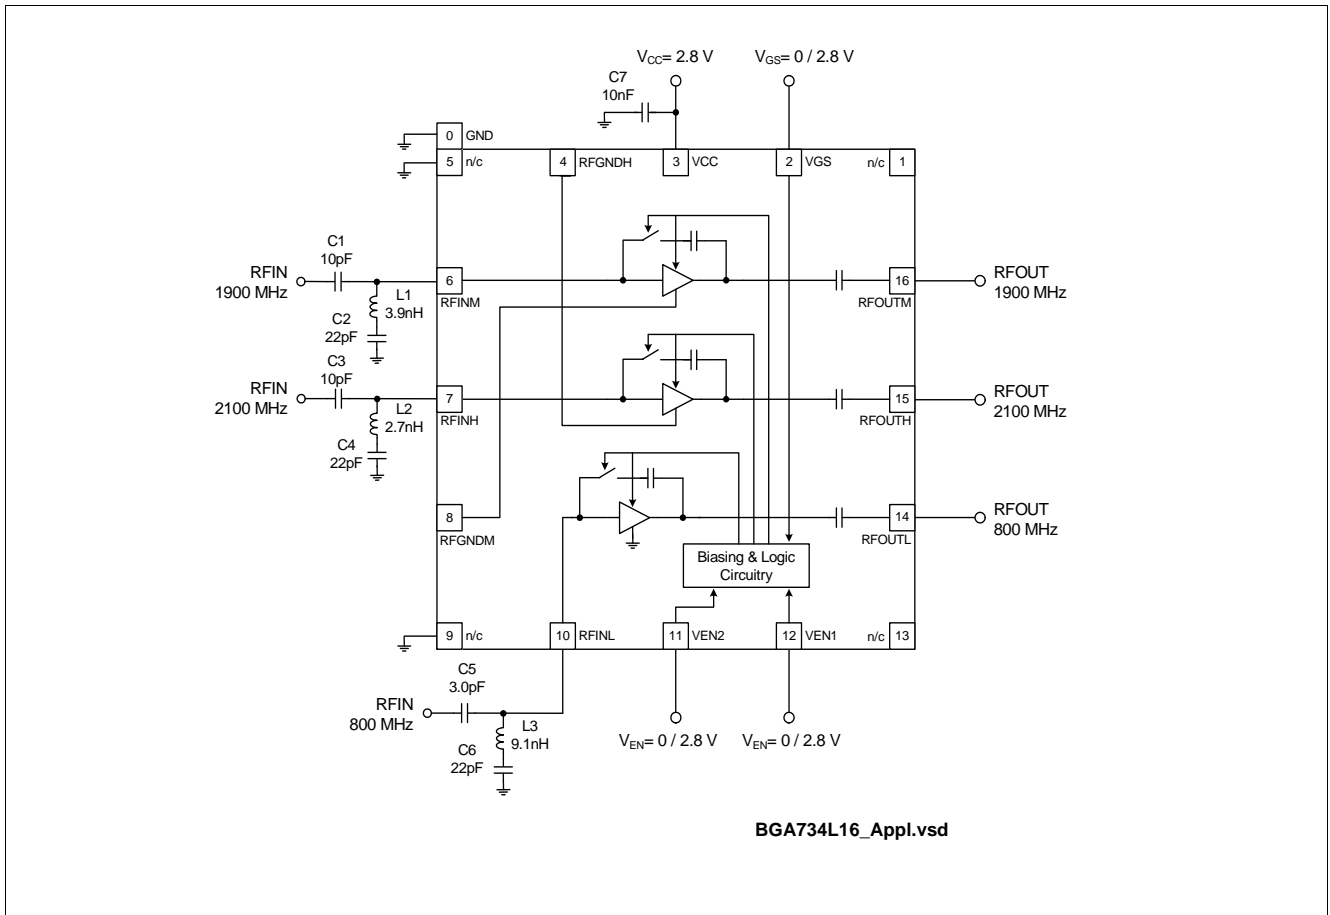 VCC= 2.8 V
VGS= 0 / 2.8 V
C7
10nF
0 GND
5 n/c
4 RFGNDH
3 VCC
2 VGS
n/c 1
C1
10pF
RFIN
1900 MHz
L1
3.9nH
C2
22pF
6
RFINM
16
RFOUTM
RFOUT
1900 MHz
C3
10pF
RFIN
2100 MHz
L2
2.7nH
C4
22pF
7
RFINH
15
RFOUTH
RFOUT
2100 MHz
8
RFGNDM
14
RFOUTL
RFOUT
800 MHz
Biasing & Logic
Circuitry
9 n/c
10 RFINL
11 VEN2
12 VEN1
n/c 13
C5
3.0pF
RFIN
800 MHz
L3
9.1nH
C6
22pF
VEN= 0 / 2.8 V
VEN= 0 / 2.8 V
BGA734L16_Appl.vsd